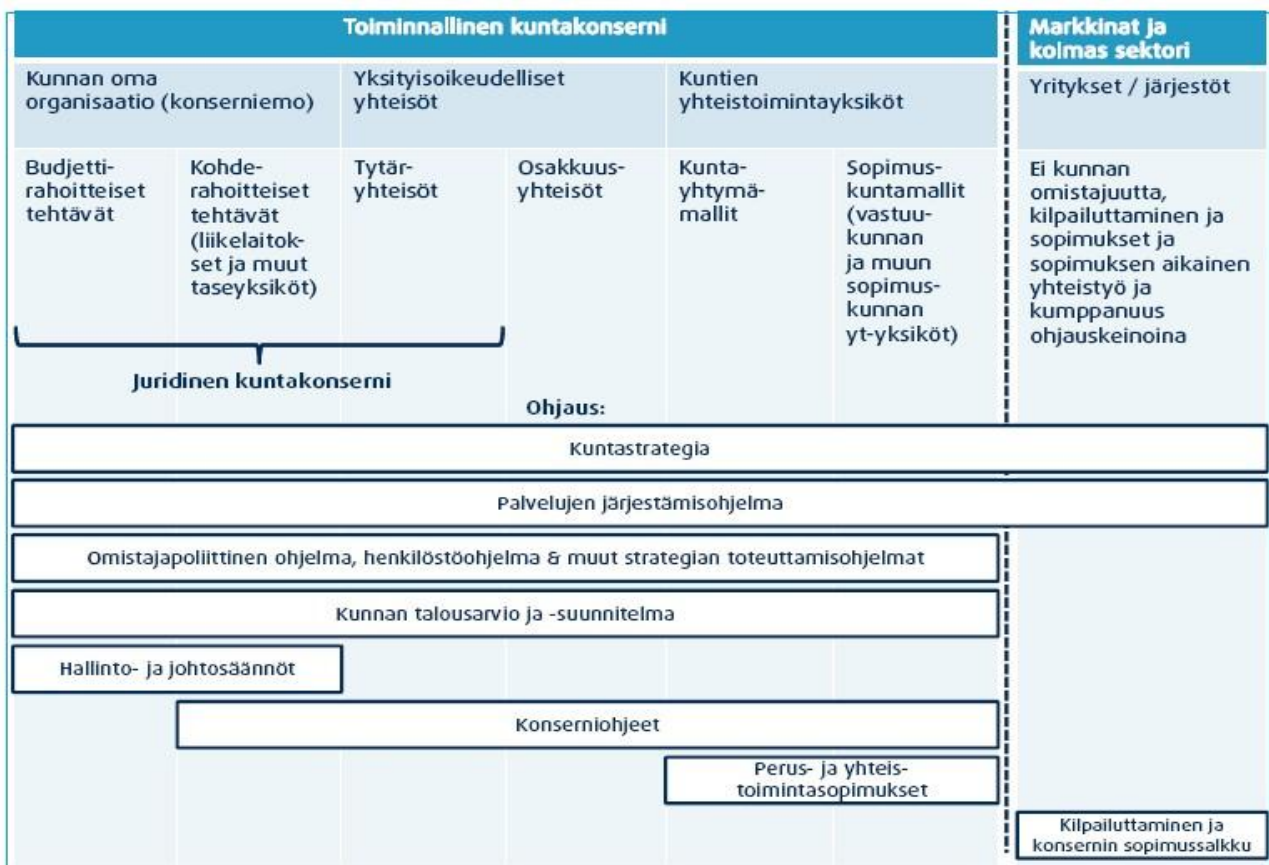 Toiminnallinen kuntakonserni
Markkinat ja
kolmas sektori
Kunnan oma
organisaatio (konserniemo)
Yksityisoikeudelliset
yhteisöt
Kuntien
yhteistoimintayksiköt
Yritykset / järjestöt
Budjetti-
rahoitteiset
tehtävät
Kohde-
rahoitteiset
tehtävät
(liikelaitok-
set ja muut
taseyksiköt)
Tytär-
yhteisöt
Osakkuus-
yhteisöt
Kunta-
yhtymä-
mallit
Sopimus-
kuntamallit
(vastuu-
kunnan
ja muun
sopimus-
kunnan
yt-yksiköt)
Ei kunnan
omistajuutta,
kilpailuttaminen ja
sopimukset ja
sopimuksen aikainen
yhteistyö ja
kumppanuus
ohjauskeinoina
Juridinen kuntakonserni
Ohjaus:
Kuntastrategia
Palvelujen järjestämisohjelma
Omistajapoliittinen ohjelma, henkilöstöohjelma & muut strategian toteuttamisohjelmat
Kunnan talousarvio ja -suunnitelma
Hallinto- ja johtosäännöt
Konserniohjeet
Perus- ja yhteis-
toimintasopimukset
Kilpailuttaminen ja
konsernin sopimussalkku